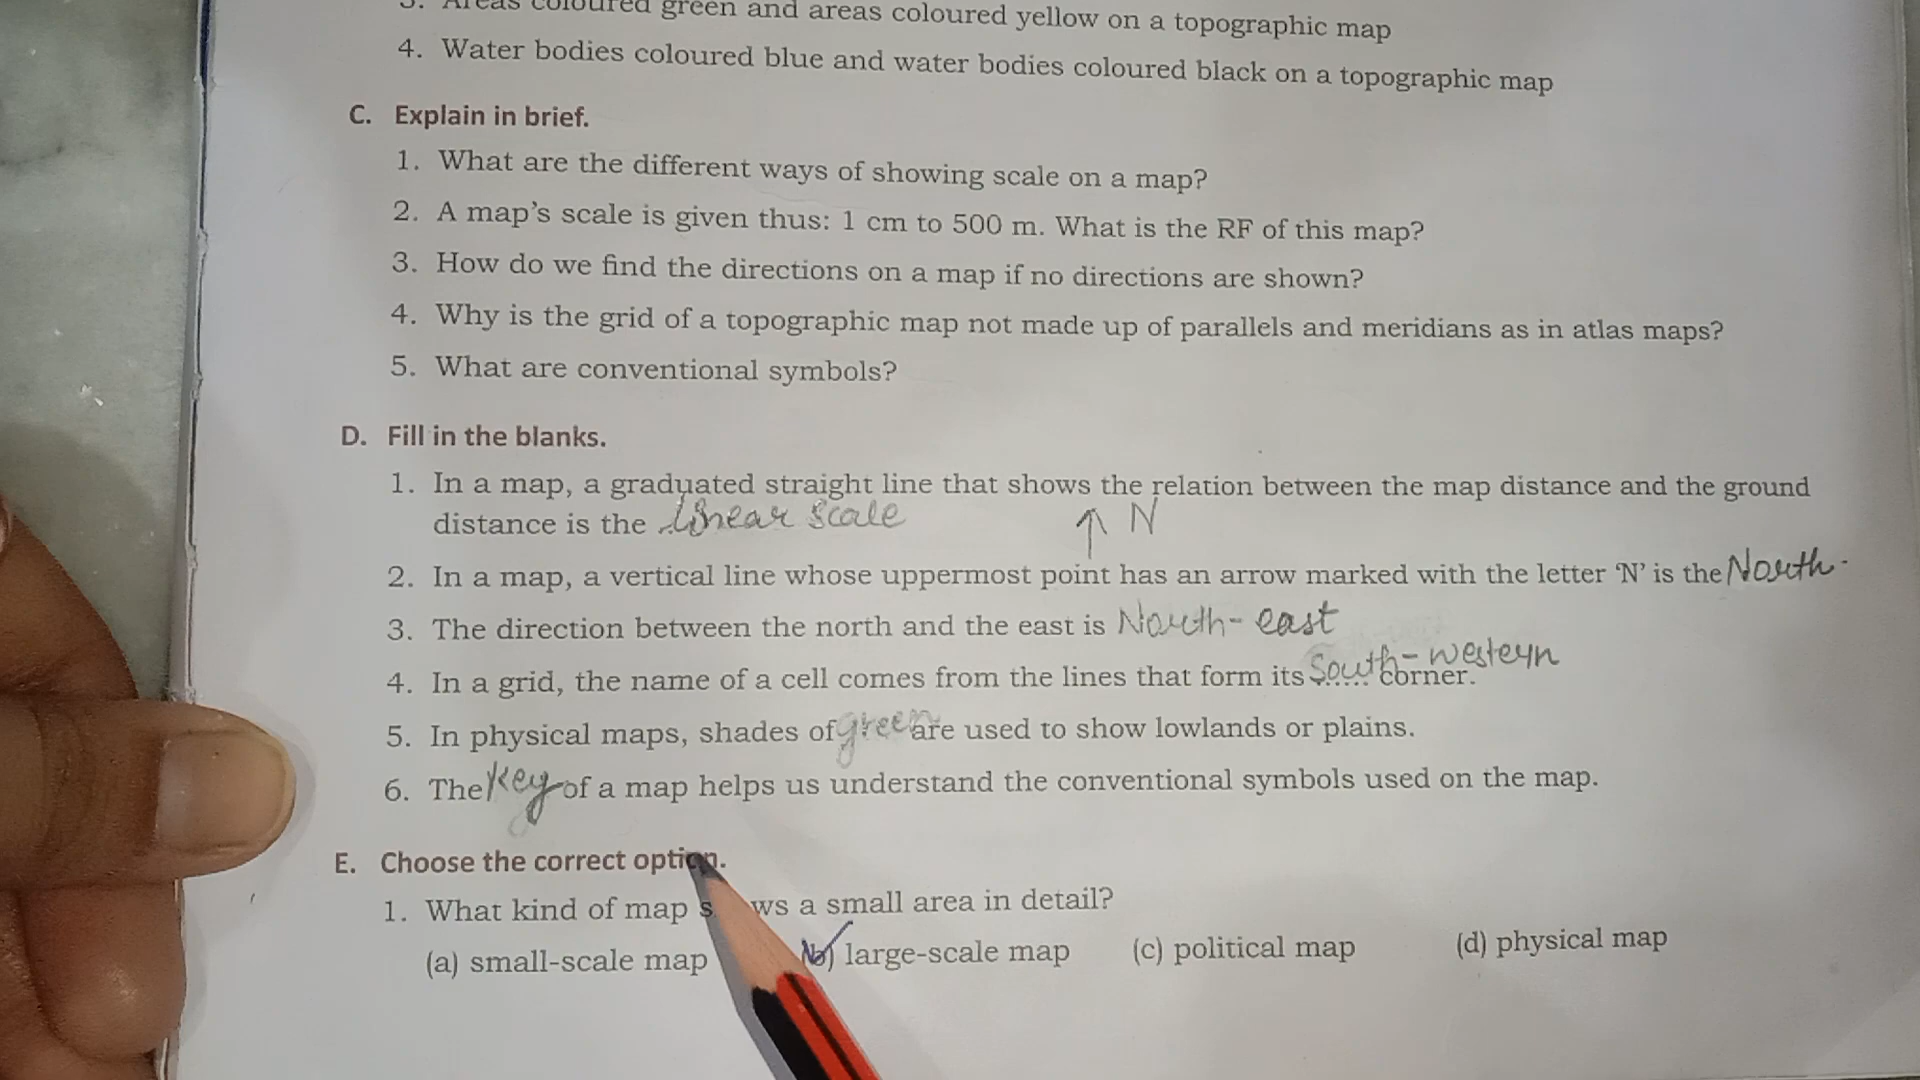 3. Areas coloured green and areas coloured yellow on a topographic map
4. Water bodies coloured blue and water bodies coloured black on a topographic map
C. Explain in brief.
1. What are the different ways of showing scale on a map?
2. A map's scale is given thus: 1 cm to 500 m. What is the RF of this map?
3. How do we find the directions on a map if no directions are shown?
4. Why is the grid of a topographic map not made up of parallels and meridians as in atlas maps?
5. What are conventional symbols?
D. Fill in the blanks.
1. In a map, a graduated straight line that shows the relation between the map distance and the ground
distance is the linear scale ↑ N
2. In a map, a vertical line whose uppermost point has an arrow marked with the letter 'N' is the North.
3. The direction between the north and the east is North-east
4. In a grid, the name of a cell comes from the lines that form its South-western corner.
5. In physical maps, shades of green are used to show lowlands or plains.
6. The key of a map helps us understand the conventional symbols used on the map.
E. Choose the correct option.
1. What kind of map s ws a small area in detail?
(a) small-scale map (b) large-scale map (c) political map (d) physical map